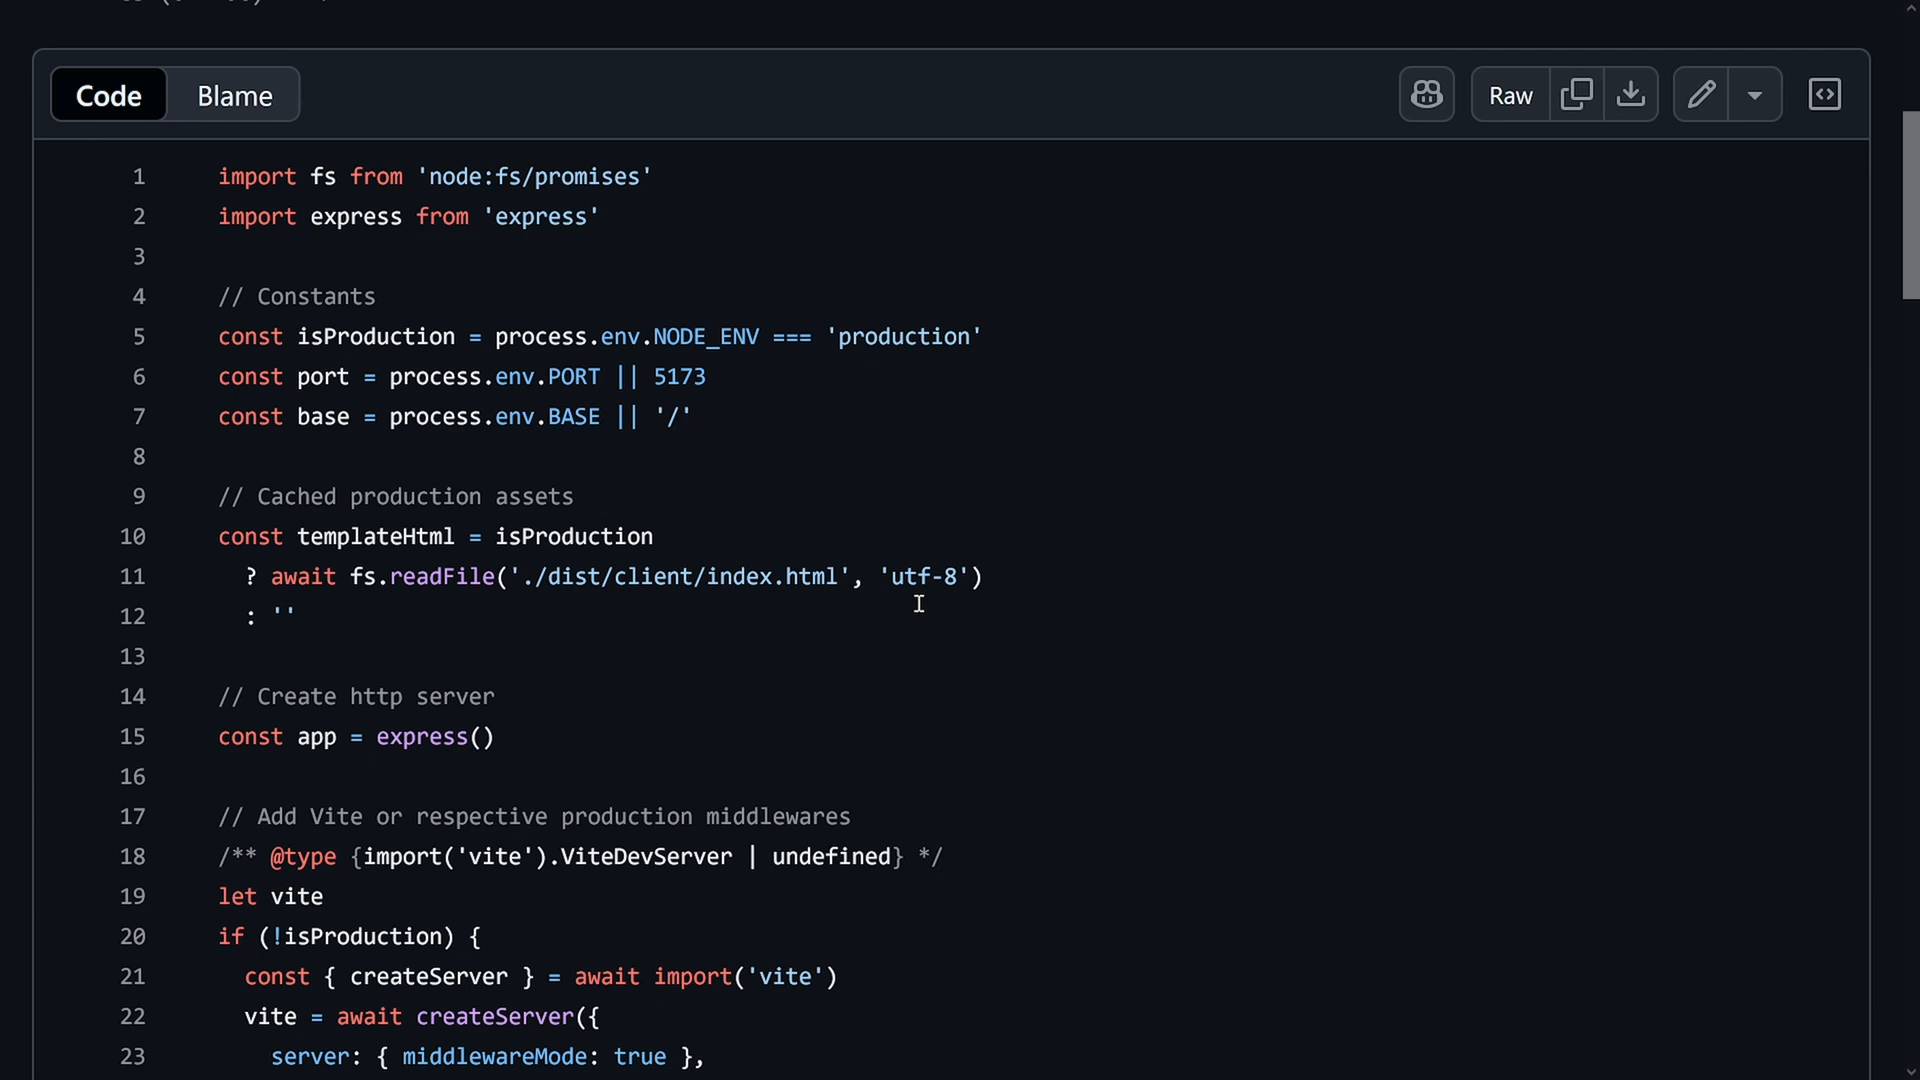 Code Blame Raw
1 import fs from 'node:fs/promises'
2 import express from 'express'
3
4 // Constants
5 const isProduction = process.env.NODE_ENV === 'production'
6 const port = process.env.PORT || 5173
7 const base = process.env.BASE || '/'
8
9 // Cached production assets
10 const templateHtml = isProduction
11 ? await fs.readFile('./dist/client/index.html', 'utf-8')
12 : ''
13
14 // Create http server
15 const app = express()
16
17 // Add Vite or respective production middlewares
18 /** @type {import('vite').ViteDevServer | undefined} */
19 let vite
20 if (!isProduction) {
21 const { createServer } = await import('vite')
22 vite = await createServer({
23 server: { middlewareMode: true },